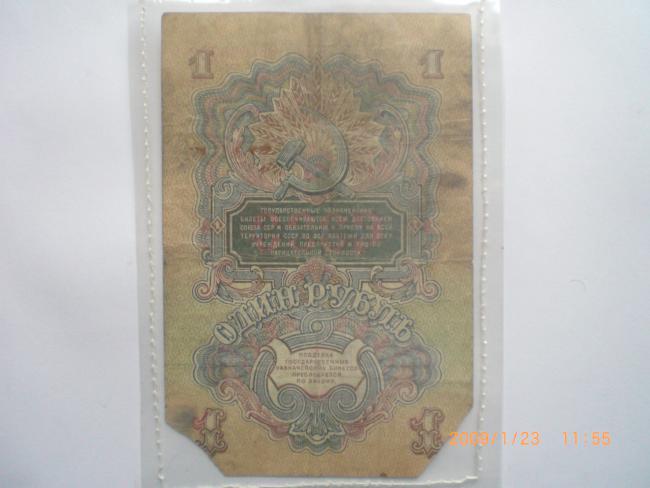 1 1
ГОСУДАРСТВЕННЫЕ КАЗНАЧЕЙСКИЕ
БИЛЕТЫ ОБЕСПЕЧИВАЮТСЯ ВСЕМ ДОСТОЯНИЕМ
СОЮЗА ССР И ОБЯЗАТЕЛЬНЫ К ПРИЕМУ НА ВСЕЙ
ТЕРРИТОРИИ СССР ВО ВСЕ ПЛАТЕЖИ ДЛЯ ВСЕХ
УЧРЕЖДЕНИЙ, ПРЕДПРИЯТИЙ И ЛИЦ ПО
НАРИЦАТЕЛЬНОЙ СТОИМОСТИ
ОДИН РУБЛЬ
ПОДДЕЛКА
ГОСУДАРСТВЕННЫХ
КАЗНАЧЕЙСКИХ БИЛЕТОВ
ПРЕСЛЕДУЕТСЯ
ПО ЗАКОНУ
1 1
2009/1/23 11:55